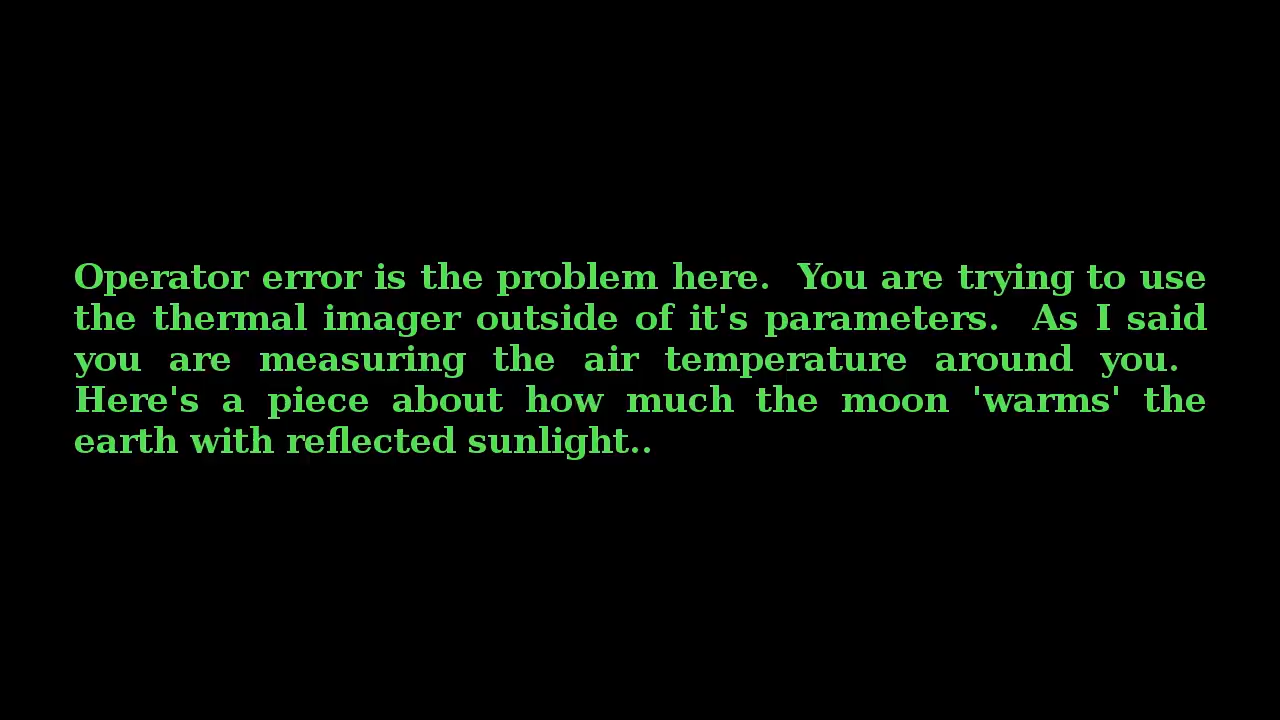 Operator error is the problem here.  You are trying to use
the thermal imager outside of it's parameters.  As I said
you are measuring the air temperature around you.
Here's a piece about how much the moon 'warms' the
earth with reflected sunlight..